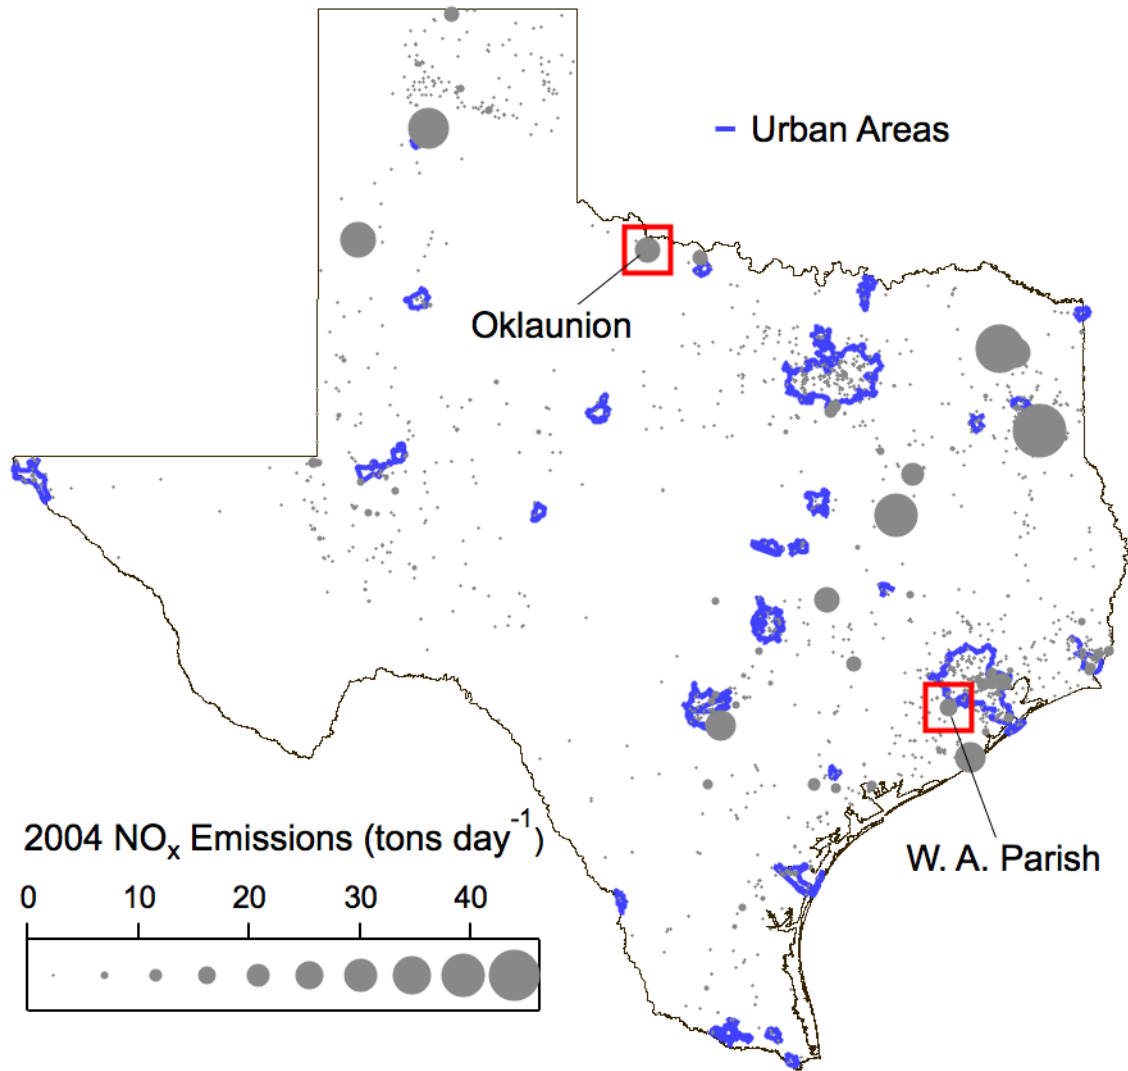 Urban Areas
Oklaunion
2004 NOx Emissions (tons day-1)
W. A. Parish
0 10 20 30 40